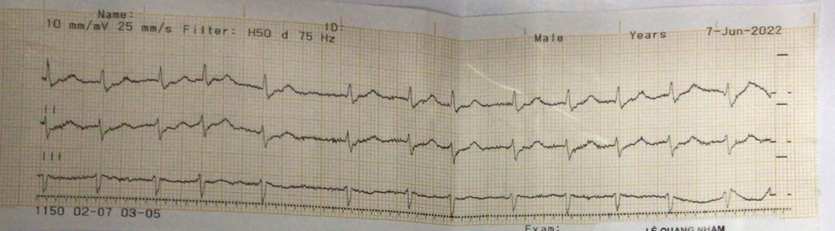 Name:
ID:
10 mm/mV 25 mm/s Filter: H50 d 75 Hz
Male Years 7-Jun-2022
II
III
1150 02-07 03-05
Exam:
LÊ QUANG NHAM